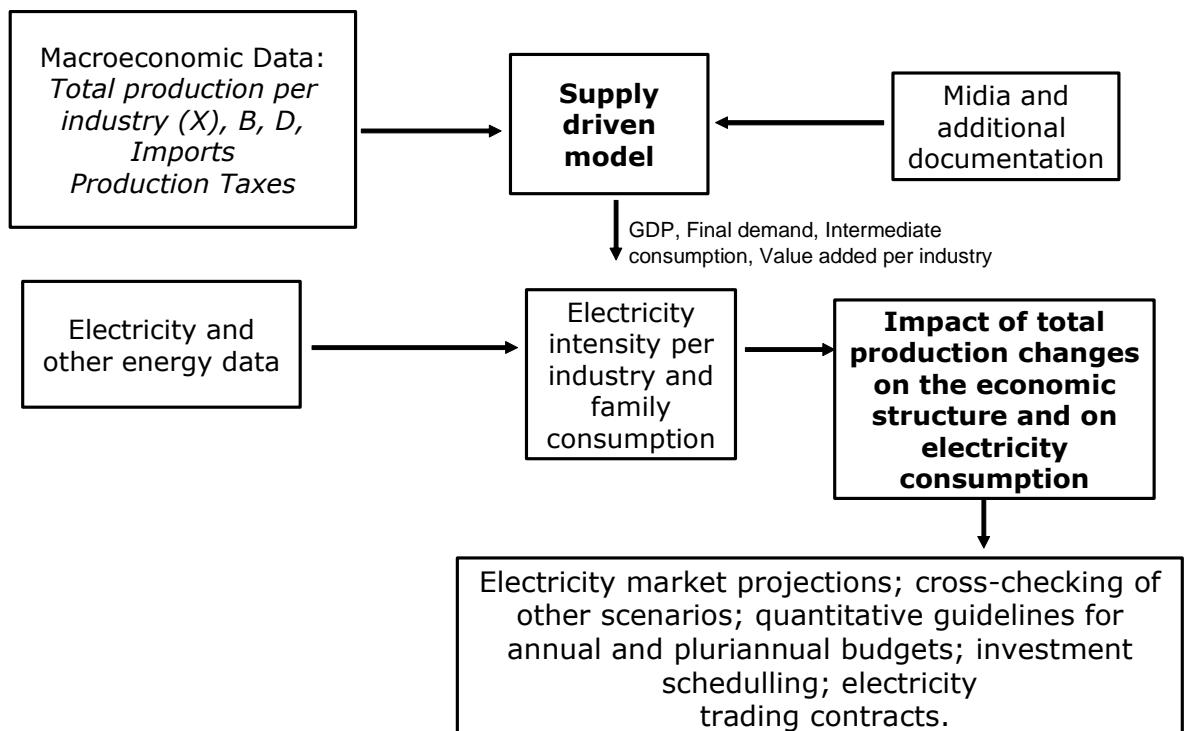 Macroeconomic Data:
Total production per
industry (X), B, D,
Imports
Production Taxes
Supply
driven
model
Midia and
additional
documentation
GDP, Final demand, Intermediate
consumption, Value added per industry
Electricity and
other energy data
Electricity
intensity per
industry and
family
consumption
Impact of total
production changes
on the economic
structure and on
electricity
consumption
Electricity market projections; cross-checking of
other scenarios; quantitative guidelines for
annual and pluriannual budgets; investment
schedulling; electricity
trading contracts.